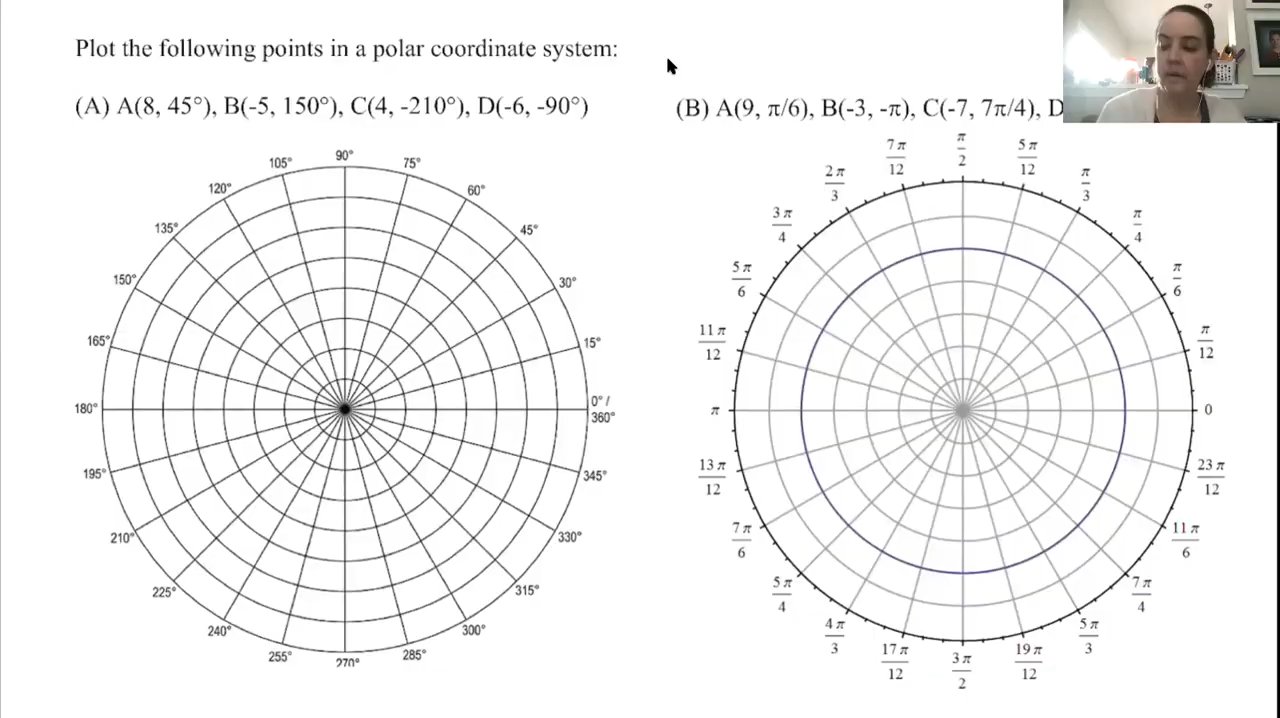 Plot the following points in a polar coordinate system:
(A) A(8, 45°), B(-5, 150°), C(4, -210°), D(-6, -90°)
(B) A(9, π/6), B(-3, -π), C(-7, 7π/4), D
90°
105°
75°
120°
60°
135°
45°
150°
30°
165°
15°
180°
0° /
360°
195°
345°
210°
330°
225°
315°
240°
300°
255°
285°
270°
π/2
7π/12
5π/12
2π/3
π/3
3π/4
π/4
5π/6
π/6
11π/12
π/12
π
0
13π/12
23π/12
7π/6
11π/6
5π/4
7π/4
4π/3
5π/3
17π/12
19π/12
3π/2